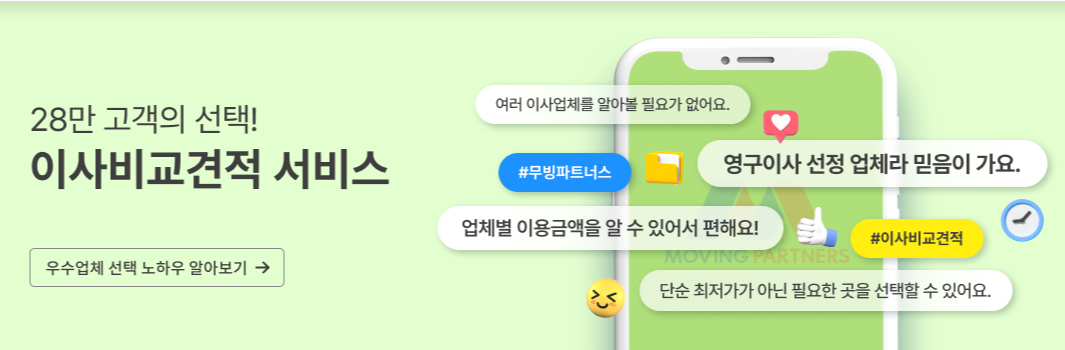 28만 고객의 선택!
이사비교견적 서비스
우수업체 선택 노하우 알아보기 →
여러 이사업체를 알아볼 필요가 없어요.
#무빙파트너스
영구이사 선정 업체라 믿음이 가요.
업체별 이용금액을 알 수 있어서 편해요!
#이사비교견적
MOVING PARTNERS
단순 최저가가 아닌 필요한 곳을 선택할 수 있어요.